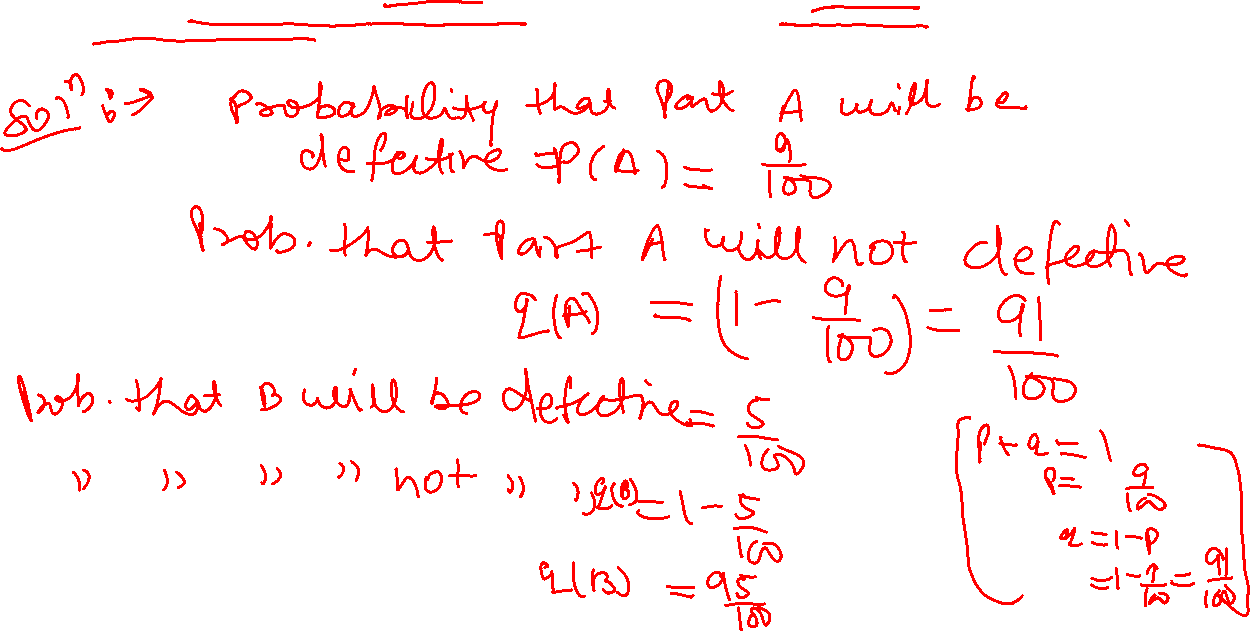 Solⁿ :→ Probability that Part A will be
defective = P(A) = 9/100
Prob. that Part A will not defective
q(A) = (1 - 9/100) = 91/100
Prob. that B will be defective = 5/100
" " " " not " " q(B) = 1 - 5/100
q(B) = 95/100
[P + q = 1
P = 9/100
q = 1 - P
= 1 - 9/100 = 91/100]